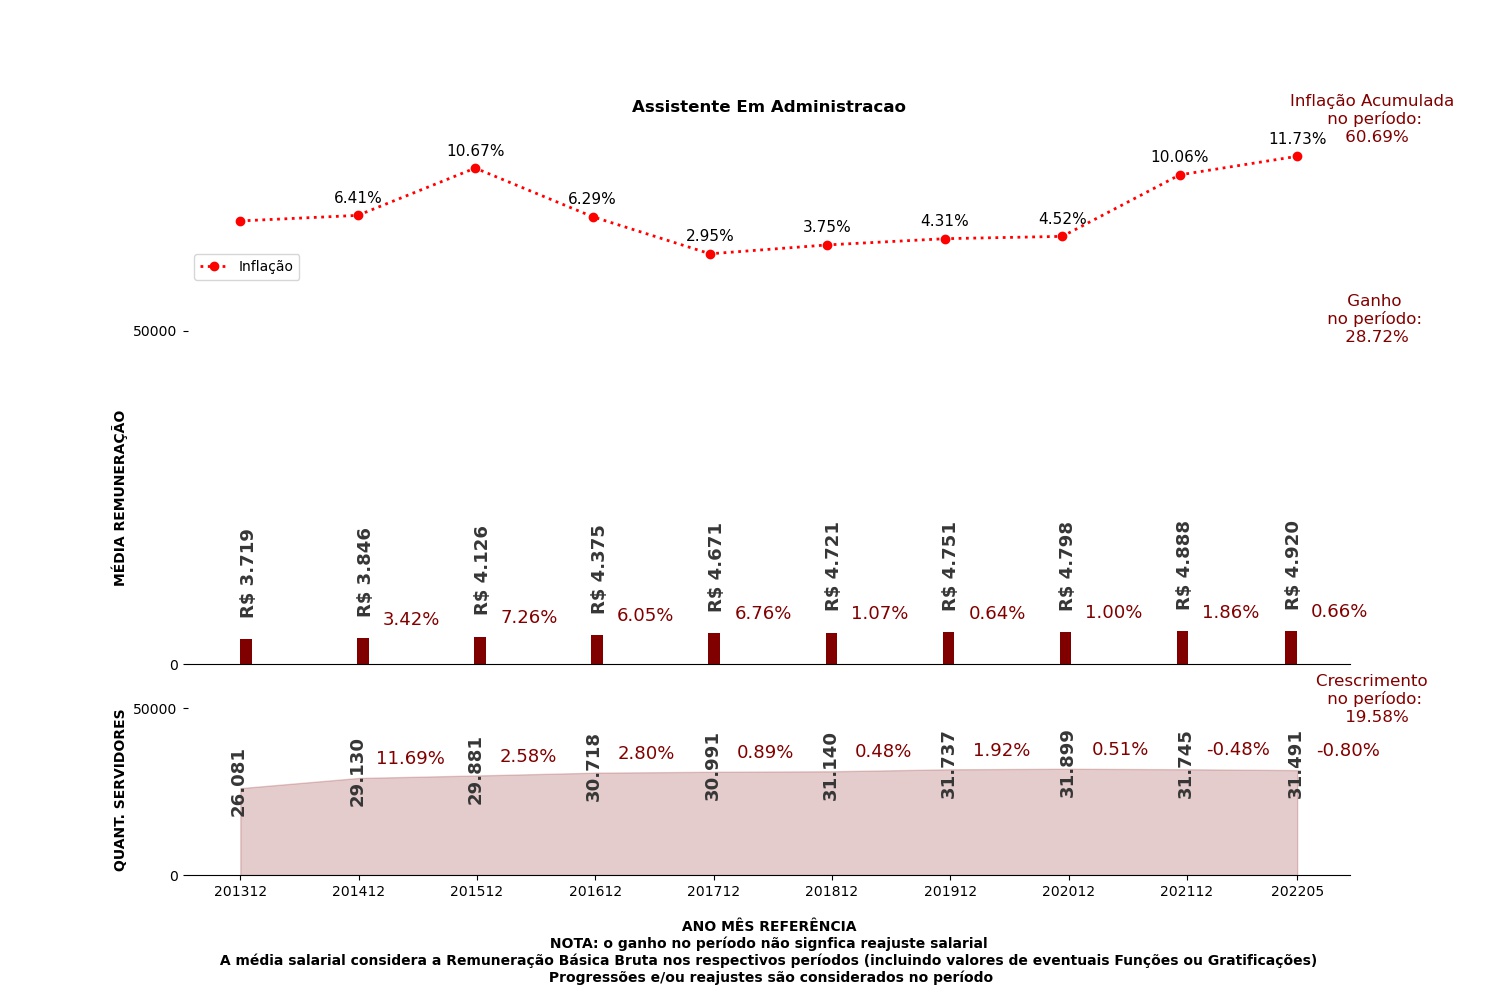 Assistente Em Administracao
Inflação Acumulada
no período:
60.69%
6.41%
10.67%
6.29%
2.95%
3.75%
4.31%
4.52%
10.06%
11.73%
Inflação
Ganho
no período:
28.72%
50000
0
MÉDIA REMUNERAÇÃO
R$ 3.719
R$ 3.846
R$ 4.126
R$ 4.375
R$ 4.671
R$ 4.721
R$ 4.751
R$ 4.798
R$ 4.888
R$ 4.920
3.42%
7.26%
6.05%
6.76%
1.07%
0.64%
1.00%
1.86%
0.66%
Crescrimento
no período:
19.58%
50000
0
QUANT. SERVIDORES
26.081
29.130
29.881
30.718
30.991
31.140
31.737
31.899
31.745
31.491
11.69%
2.58%
2.80%
0.89%
0.48%
1.92%
0.51%
-0.48%
-0.80%
201312
201412
201512
201612
201712
201812
201912
202012
202112
202205
ANO MÊS REFERÊNCIA
NOTA: o ganho no período não signfica reajuste salarial
A média salarial considera a Remuneração Básica Bruta nos respectivos períodos (incluindo valores de eventuais Funções ou Gratificações)
Progressões e/ou reajustes são considerados no período